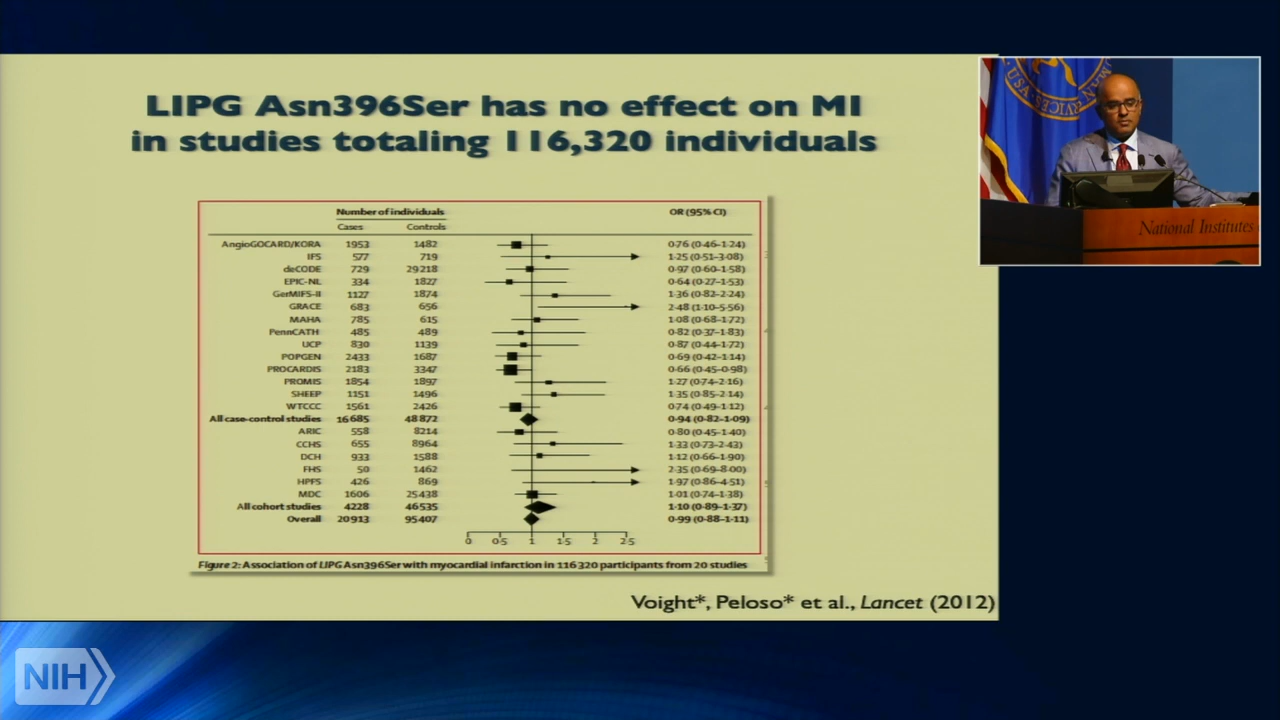 LIPG Asn396Ser has no effect on MI
in studies totaling 116,320 individuals
Number of individuals OR (95% CI)
Cases Controls
AngioGOCARD/KORA 1953 1482 0·76 (0·46–1·24)
IFS 577 719 1·25 (0·51–3·08)
deCODE 729 29218 0·97 (0·60–1·58)
EPIC-NL 334 1827 0·64 (0·27–1·53)
GerMIFS-II 1127 1874 1·36 (0·82–2·24)
GRACE 683 656 2·48 (1·10–5·56)
MAHA 785 615 1·08 (0·68–1·72)
PennCATH 485 489 0·82 (0·37–1·83)
UCP 830 1139 0·87 (0·44–1·72)
POPGEN 2433 1687 0·69 (0·42–1·14)
PROCARDIS 2183 3347 0·66 (0·45–0·98)
PROMIS 1854 1897 1·27 (0·74–2·16)
SHEEP 1151 1496 1·35 (0·85–2·14)
WTCCC 1561 2426 0·74 (0·49–1·12)
All case-control studies 16 685 48 872 0·94 (0·82–1·09)
ARIC 558 8214 0·80 (0·45–1·40)
CCHS 655 8964 1·33 (0·73–2·43)
DCH 933 1588 1·12 (0·66–1·90)
FHS 50 1462 2·35 (0·69–8·00)
HPFS 426 869 1·97 (0·86–4·51)
MDC 1606 25 438 1·01 (0·74–1·38)
All cohort studies 4228 46 535 1·10 (0·89–1·37)
Overall 20 913 95 407 0·99 (0·88–1·11)
0 0·5 1 1·5 2 2·5
Figure 2: Association of LIPG Asn396Ser with myocardial infarction in 116 320 participants from 20 studies
Voight*, Peloso* et al., Lancet (2012)
National Institutes
NIH